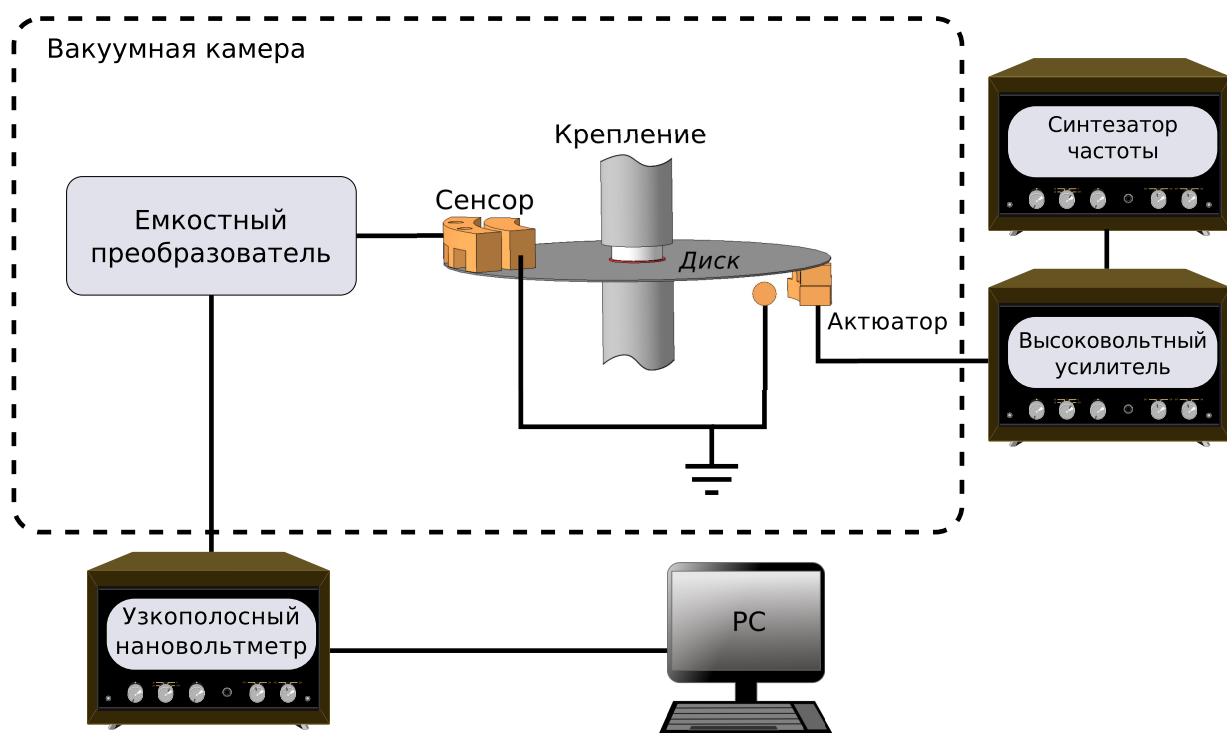 Вакуумная камера
Синтезатор
частоты
Крепление
Сенсор
Емкостный
преобразователь
Диск
Актюатор
Высоковольтный
усилитель
Узкополосный
нановольтметр
PC